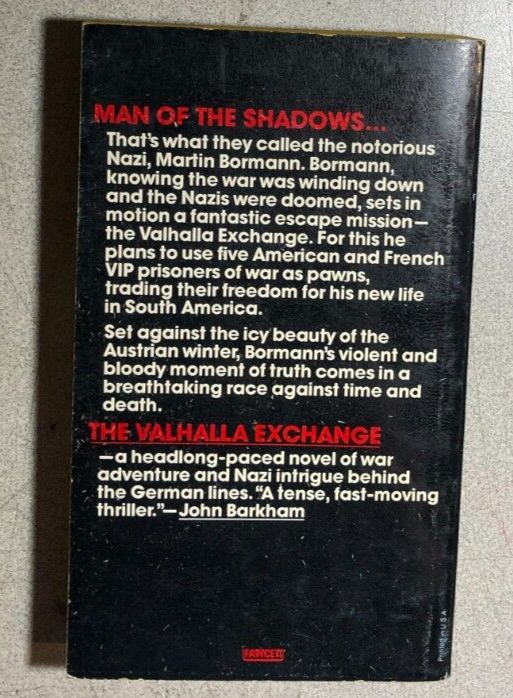 MAN OF THE SHADOWS...
That's what they called the notorious
Nazi, Martin Bormann. Bormann,
knowing the war was winding down
and the Nazis were doomed, sets in
motion a fantastic escape mission—
the Valhalla Exchange. For this he
plans to use five American and French
VIP prisoners of war as pawns,
trading their freedom for his new life
in South America.
Set against the icy beauty of the
Austrian winter, Bormann's violent and
bloody moment of truth comes in a
breathtaking race against time and
death.
THE VALHALLA EXCHANGE
—a headlong-paced novel of war
adventure and Nazi intrigue behind
the German lines. "A tense, fast-moving
thriller."—John Barkham
FAWCETT
Printed in U.S.A.